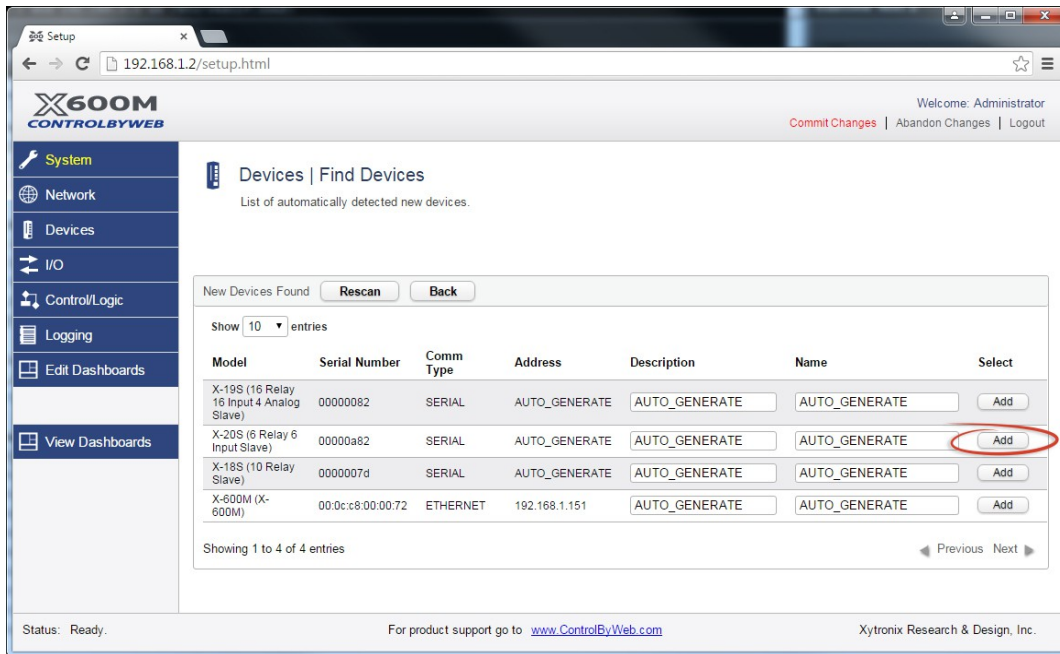 Setup
192.168.1.2/setup.html
X600M
CONTROLBYWEB
Welcome: Administrator
Commit Changes | Abandon Changes | Logout
System
Network
Devices
I/O
Control/Logic
Logging
Edit Dashboards
View Dashboards
Devices | Find Devices
List of automatically detected new devices.
New Devices Found Rescan Back
Show 10 entries
Model Serial Number Comm Type Address Description Name Select
X-19S (16 Relay 16 Input 4 Analog Slave) 00000082 SERIAL AUTO_GENERATE AUTO_GENERATE AUTO_GENERATE Add
X-20S (6 Relay 6 Input Slave) 00000a82 SERIAL AUTO_GENERATE AUTO_GENERATE AUTO_GENERATE Add
X-18S (10 Relay Slave) 0000007d SERIAL AUTO_GENERATE AUTO_GENERATE AUTO_GENERATE Add
X-600M (X-600M) 00:0c:c8:00:00:72 ETHERNET 192.168.1.151 AUTO_GENERATE AUTO_GENERATE Add
Showing 1 to 4 of 4 entries
Previous Next
Status: Ready.
For product support go to www.ControlByWeb.com
Xytronix Research & Design, Inc.